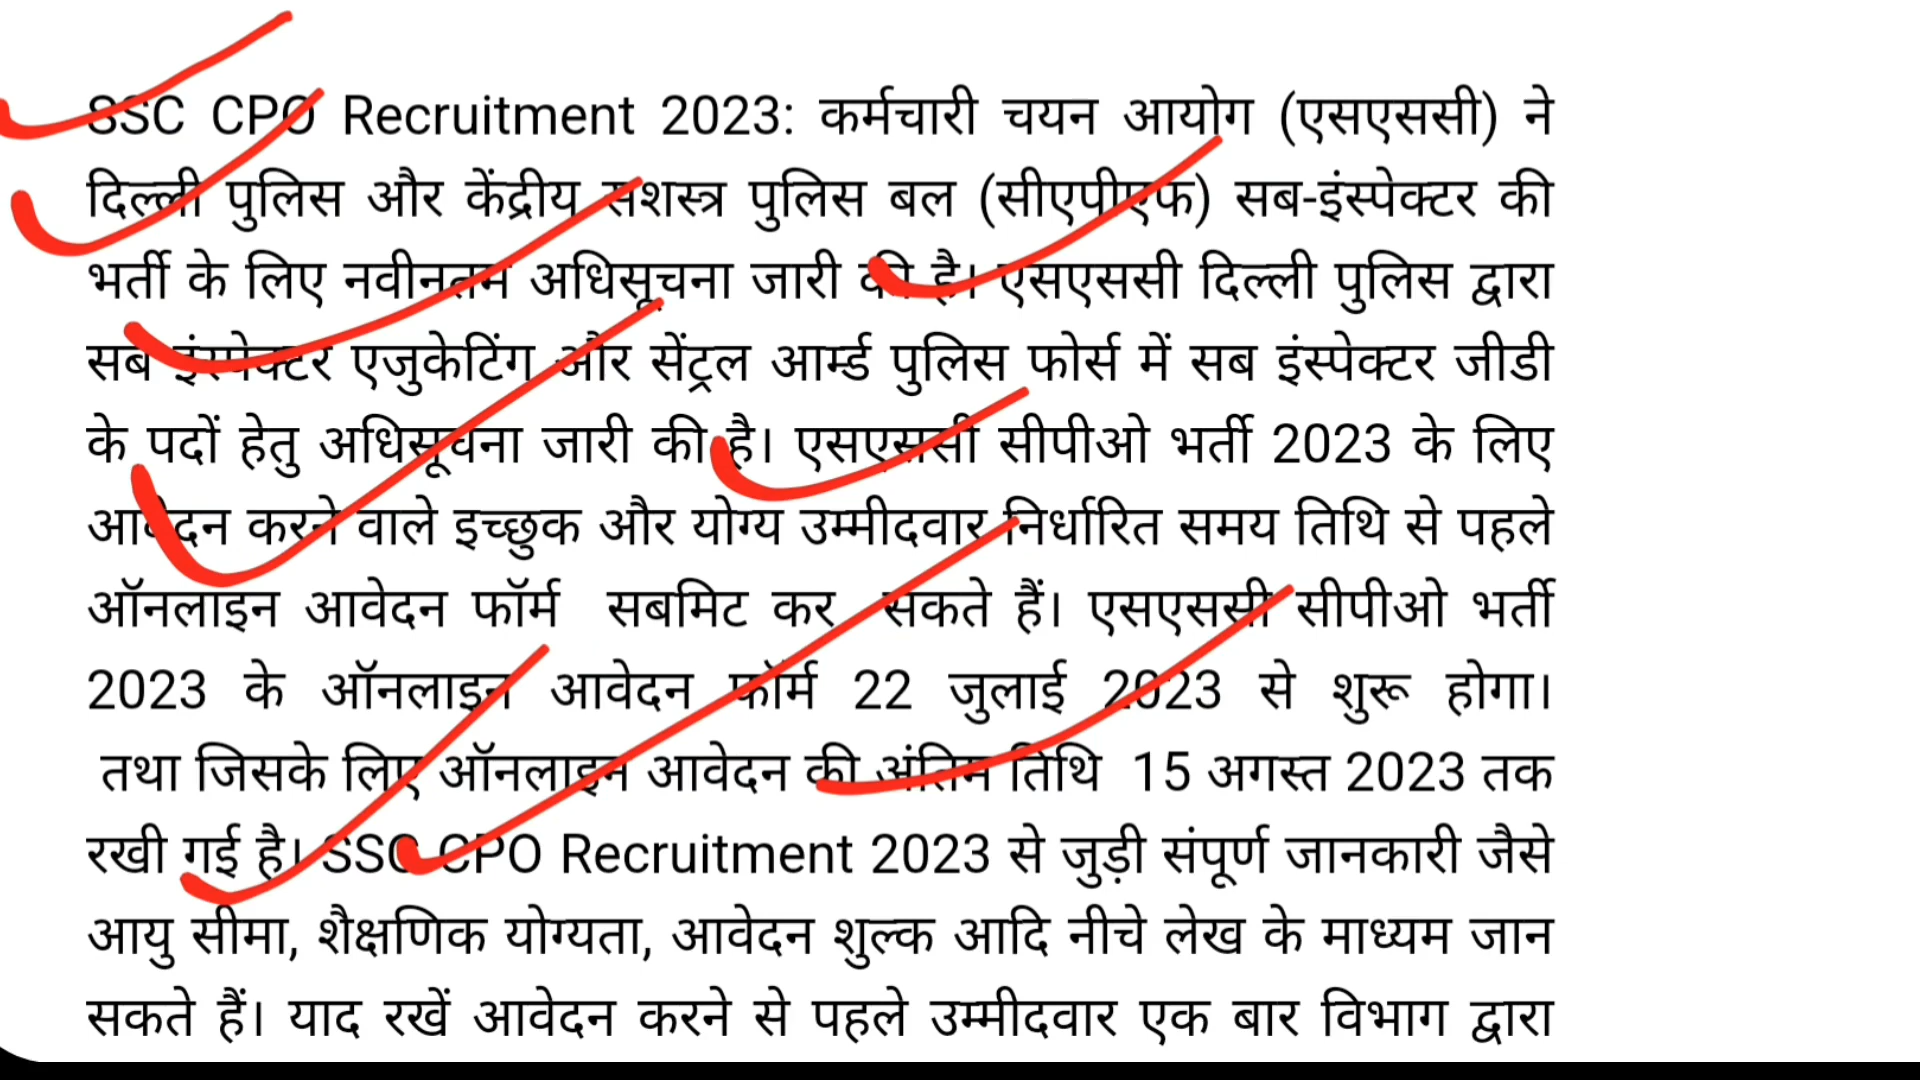 SSC CPO Recruitment 2023: कर्मचारी चयन आयोग (एसएससी) ने
दिल्ली पुलिस और केंद्रीय सशस्त्र पुलिस बल (सीएपीएफ) सब-इंस्पेक्टर की
भर्ती के लिए नवीनतम अधिसूचना जारी की है। एसएससी दिल्ली पुलिस द्वारा
सब इंस्पेक्टर एजुकेटिंग और सेंट्रल आर्म्ड पुलिस फोर्स में सब इंस्पेक्टर जीडी
के पदों हेतु अधिसूचना जारी की है। एसएससी सीपीओ भर्ती 2023 के लिए
आवेदन करने वाले इच्छुक और योग्य उम्मीदवार निर्धारित समय तिथि से पहले
ऑनलाइन आवेदन फॉर्म सबमिट कर सकते हैं। एसएससी सीपीओ भर्ती
2023 के ऑनलाइन आवेदन फॉर्म 22 जुलाई 2023 से शुरू होगा।
तथा जिसके लिए ऑनलाइन आवेदन की अंतिम तिथि 15 अगस्त 2023 तक
रखी गई है। SSC CPO Recruitment 2023 से जुड़ी संपूर्ण जानकारी जैसे
आयु सीमा, शैक्षणिक योग्यता, आवेदन शुल्क आदि नीचे लेख के माध्यम जान
सकते हैं। याद रखें आवेदन करने से पहले उम्मीदवार एक बार विभाग द्वारा